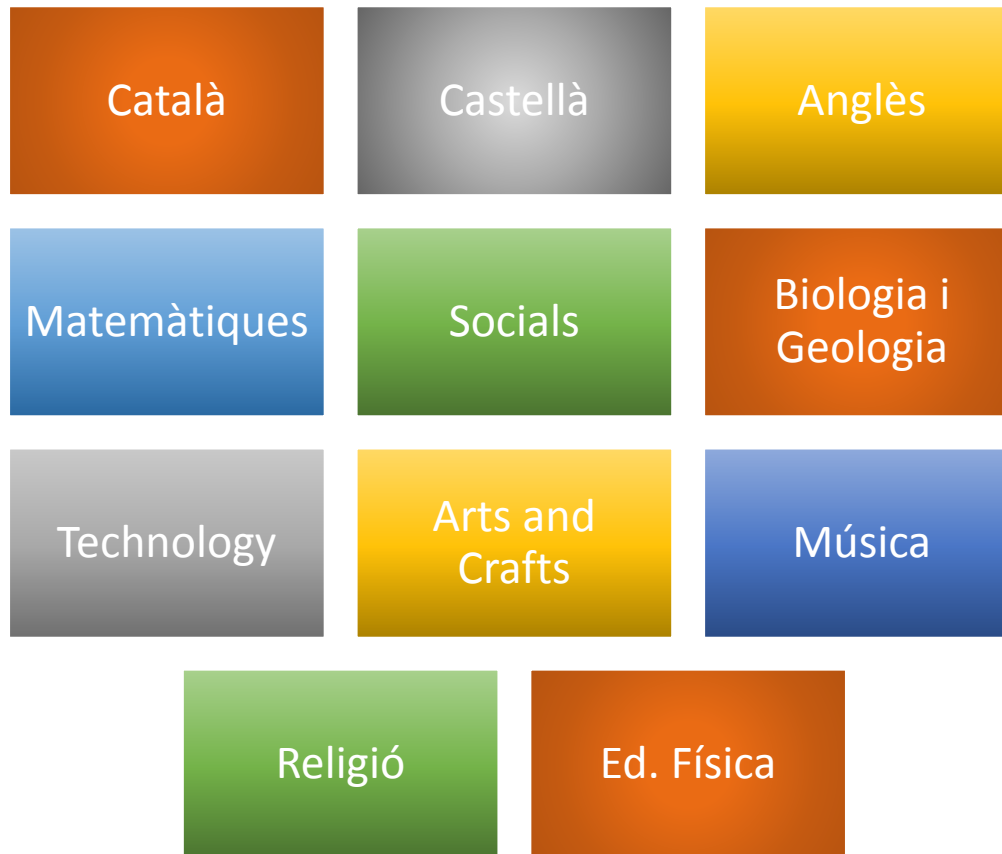 Català
Castellà
Anglès
Matemàtiques
Socials
Biologia i
Geologia
Technology
Arts and
Crafts
Música
Religió
Ed. Física